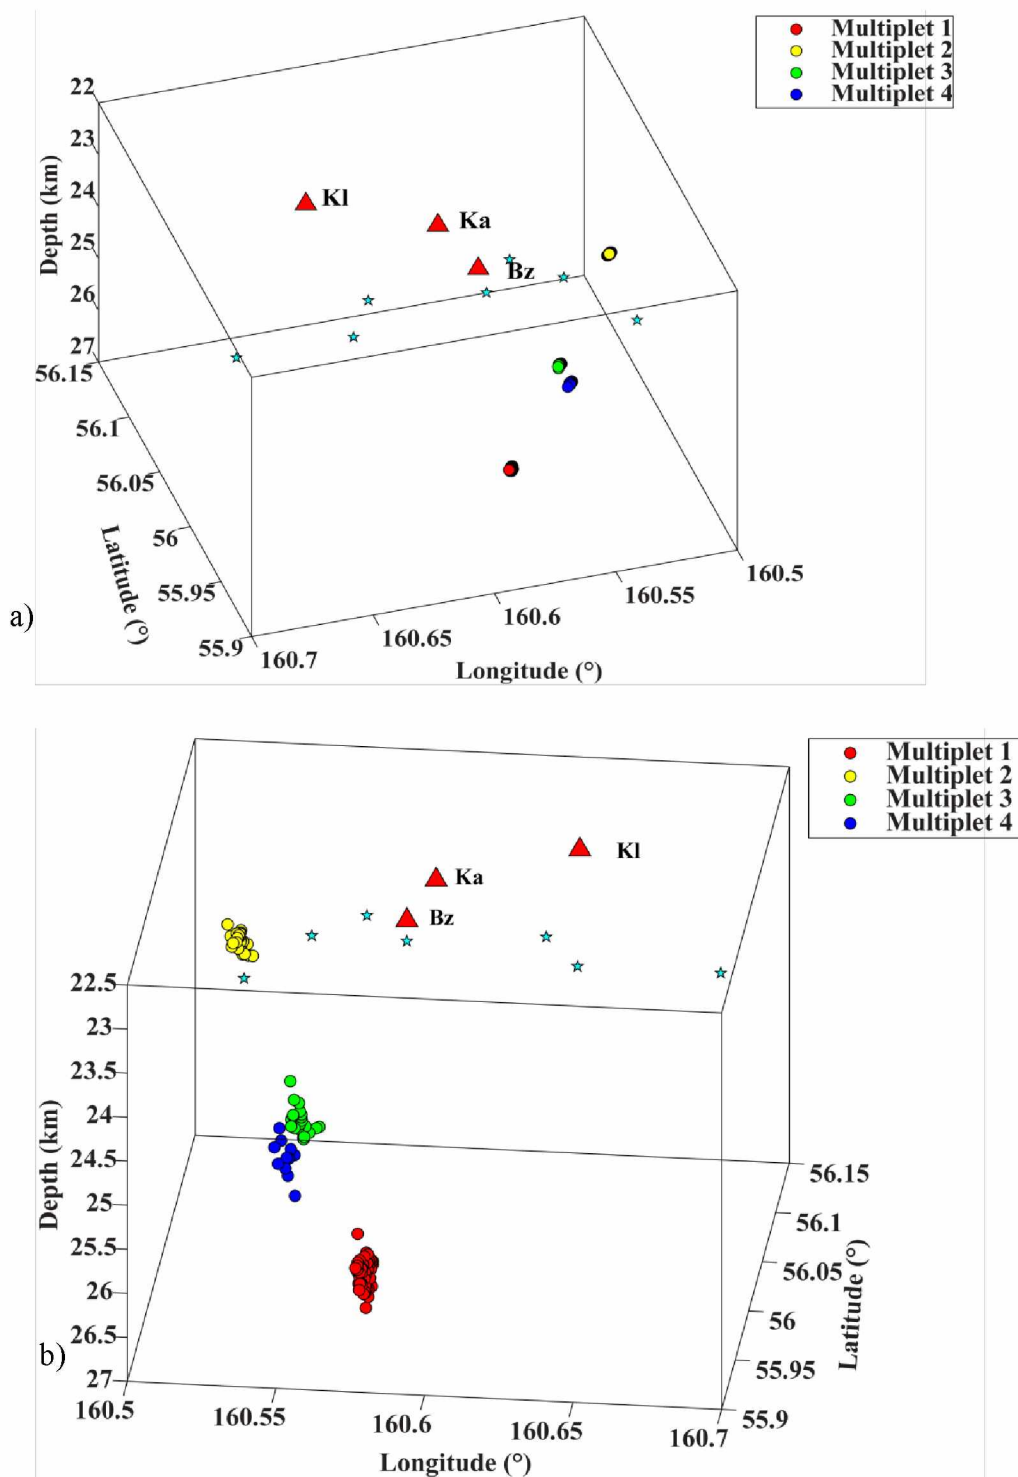 Multiplet 1
Multiplet 2
Multiplet 3
Multiplet 4
22
23
24
25
26
27
Depth (km)
Kl
Ka
Bz
56.15
56.1
56.05
56
55.95
55.9
Latitude (°)
160.7
160.65
160.6
160.55
160.5
Longitude (°)
a)
Multiplet 1
Multiplet 2
Multiplet 3
Multiplet 4
Kl
Ka
Bz
22.5
23
23.5
24
24.5
25
25.5
26
26.5
27
Depth (km)
b)
160.5
160.55
160.6
160.65
160.7
Longitude (°)
56.15
56.1
56.05
56
55.95
55.9
Latitude (°)